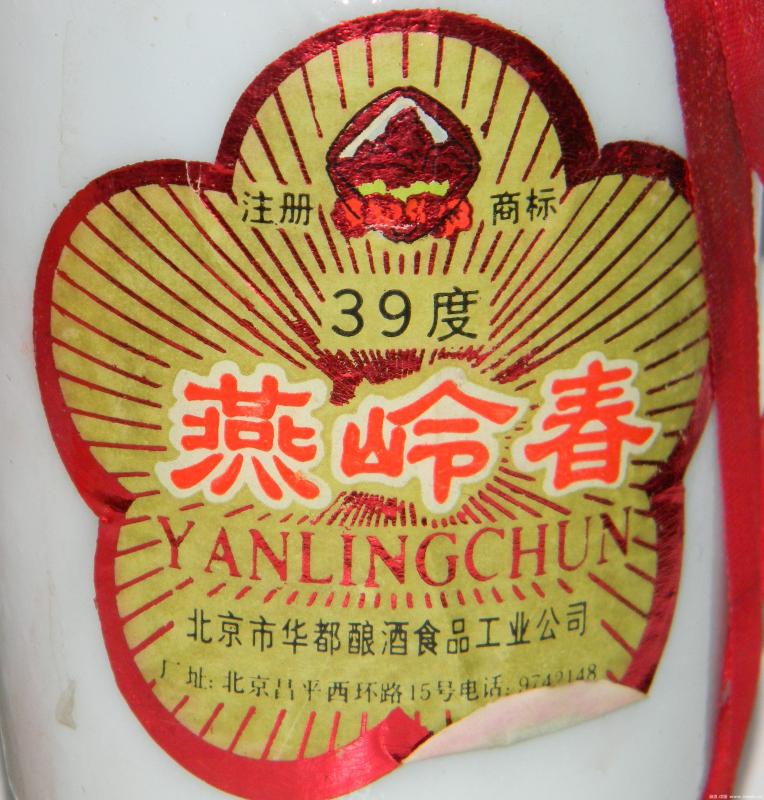 注册 商标
39度
燕岭春
YANLINGCHUN
北京市华都酿酒食品工业公司
厂址: 北京昌平西环路15号电话: 9742148